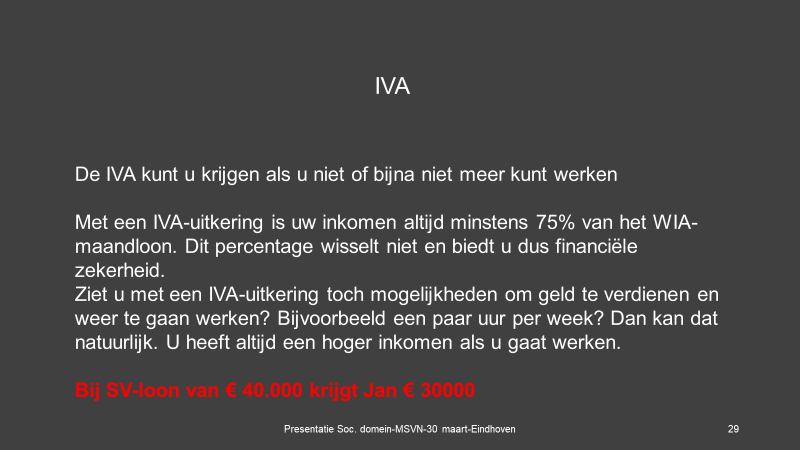 IVA
De IVA kunt u krijgen als u niet of bijna niet meer kunt werken
Met een IVA-uitkering is uw inkomen altijd minstens 75% van het WIA-
maandloon. Dit percentage wisselt niet en biedt u dus financiële
zekerheid.
Ziet u met een IVA-uitkering toch mogelijkheden om geld te verdienen en
weer te gaan werken? Bijvoorbeeld een paar uur per week? Dan kan dat
natuurlijk. U heeft altijd een hoger inkomen als u gaat werken.
Bij SV-loon van € 40.000 krijgt Jan € 30000
Presentatie Soc. domein-MSVN-30 maart-Eindhoven
29